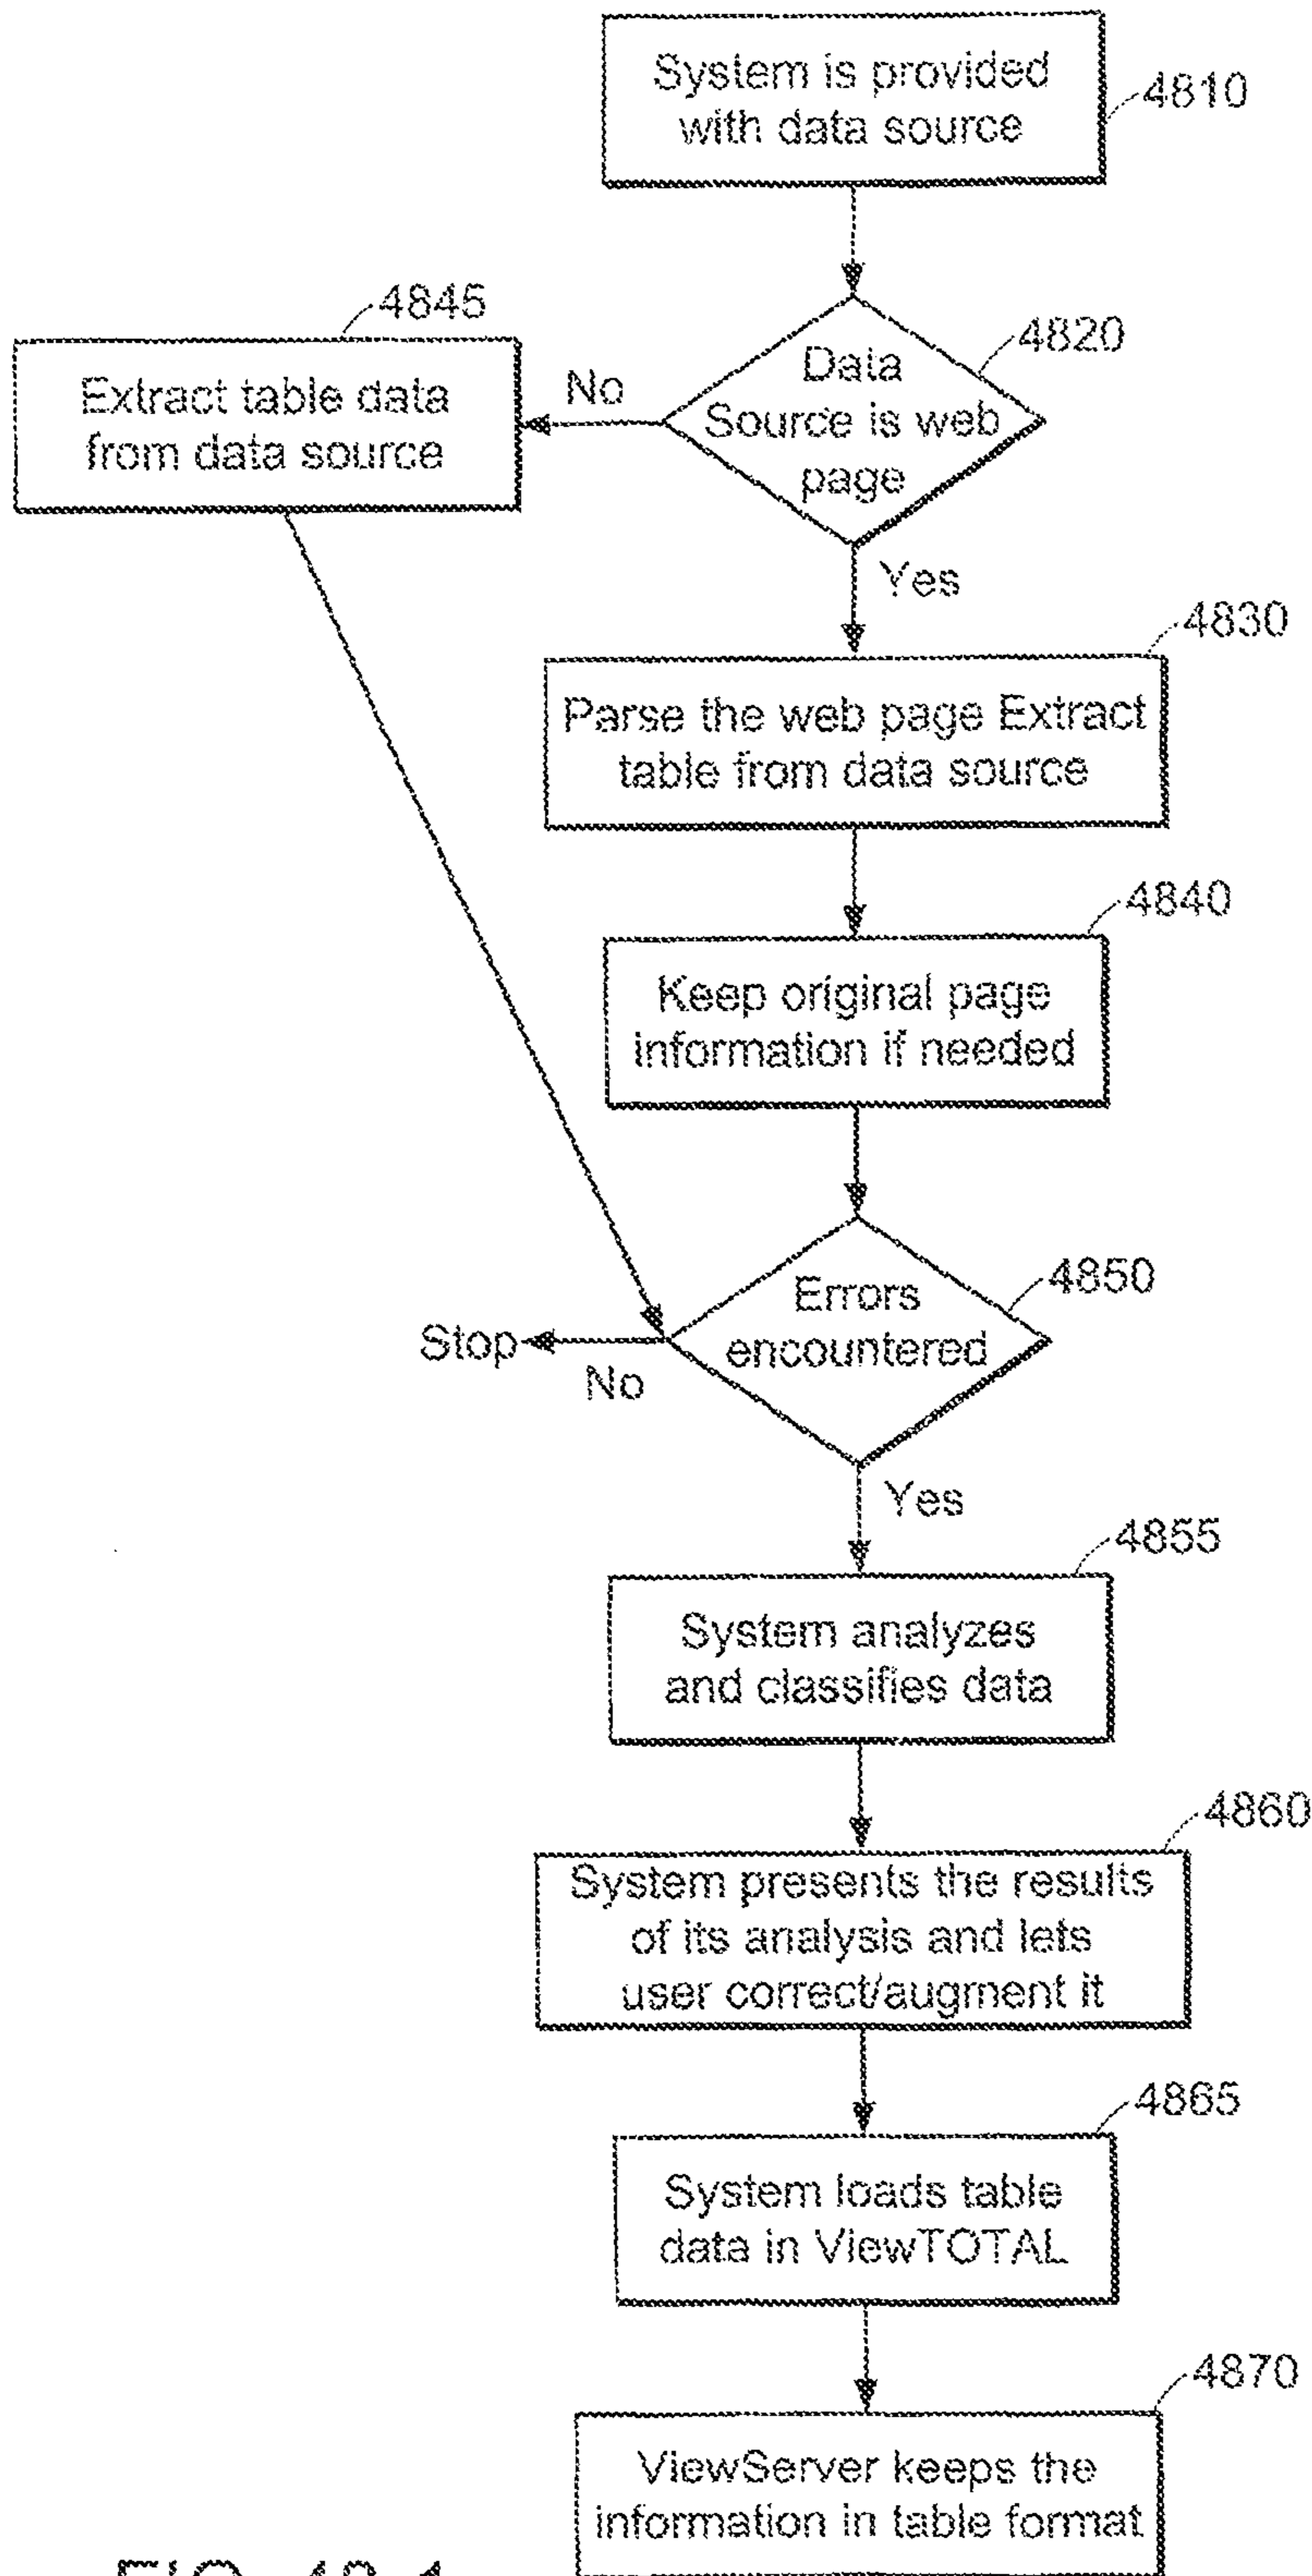 System is provided
with data source
4810
4845
Extract table data
from data source
No
Data
Source is web
page
4820
Yes
4830
Parse the web page Extract
table from data source
4840
Keep original page
information if needed
Errors
encountered
4850
Stop
No
Yes
4855
System analyzes
and classifies data
4860
System presents the results
of its analysis and lets
user correct/augment it
4865
System loads table
data in ViewTOTAL
4870
ViewServer keeps the
information in table format